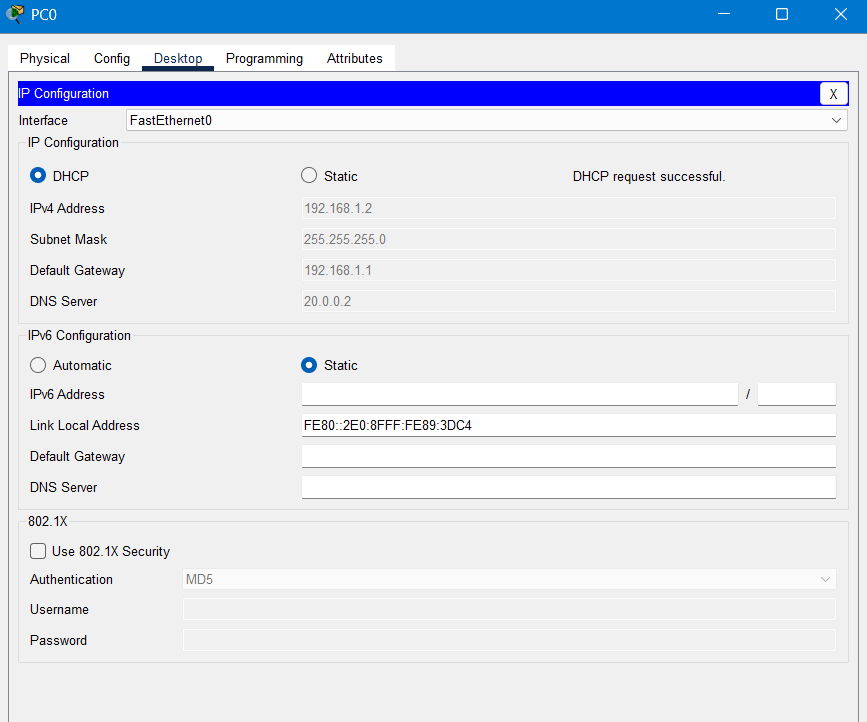 PC0
Physical Config Desktop Programming Attributes
IP Configuration X
Interface FastEthernet0
IP Configuration
DHCP Static DHCP request successful.
IPv4 Address 192.168.1.2
Subnet Mask 255.255.255.0
Default Gateway 192.168.1.1
DNS Server 20.0.0.2
IPv6 Configuration
Automatic Static
IPv6 Address /
Link Local Address FE80::2E0:8FFF:FE89:3DC4
Default Gateway
DNS Server
802.1X
Use 802.1X Security
Authentication MD5
Username
Password